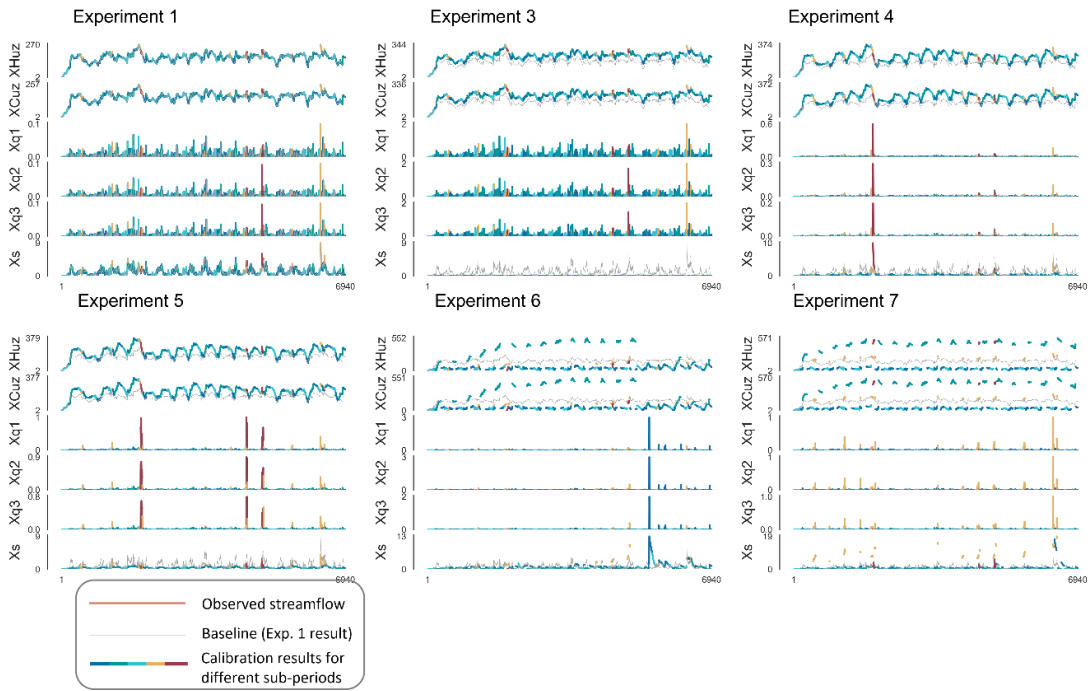 Experiment 1
Experiment 3
Experiment 4
270
XHuz
2
257
XCuz
2
0.1
Xq1
0.0
0.1
Xq2
0.0
0.1
Xq3
0.0
9
Xs
0
1
6940
344
XHuz
2
336
XCuz
2
2
Xq1
0
2
Xq2
0
2
Xq3
0
9
Xs
0
1
6940
374
XHuz
2
372
XCuz
2
0.6
Xq1
0.0
0.3
Xq2
0.0
0.2
Xq3
0.0
10
Xs
0
1
6940
Experiment 5
Experiment 6
Experiment 7
379
XHuz
2
377
XCuz
2
1
Xq1
0
0.9
Xq2
0.0
0.8
Xq3
0.0
9
Xs
0
1
6940
552
XHuz
0
551
XCuz
0
3
Xq1
0
3
Xq2
0
2
Xq3
0
13
Xs
0
1
6940
571
XHuz
2
570
XCuz
2
1
Xq1
0
1
Xq2
0
1.0
Xq3
0.0
19
Xs
0
1
6940
Observed streamflow
Baseline (Exp. 1 result)
Calibration results for
different sub-periods